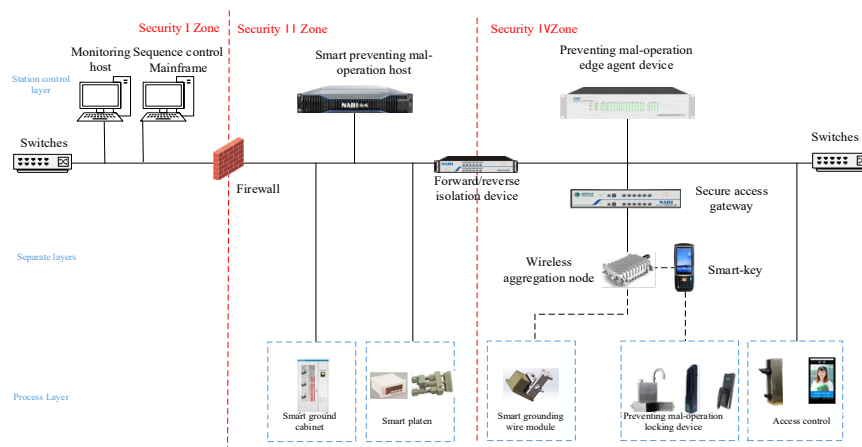 Security I Zone
Security II Zone
Security IVZone
Monitoring
host
Sequence control
Mainframe
Smart preventing mal-
operation host
Preventing mal-operation
edge agent device
Station control
layer
NARI
Switches
Switches
Firewall
NARI
Forward/reverse
isolation device
NARI
Secure access
gateway
Separate layers
Wireless
aggregation node
Smart-key
Process Layer
Smart ground
cabinet
Smart platen
Smart grounding
wire module
Preventing mal-operation
locking device
Access control